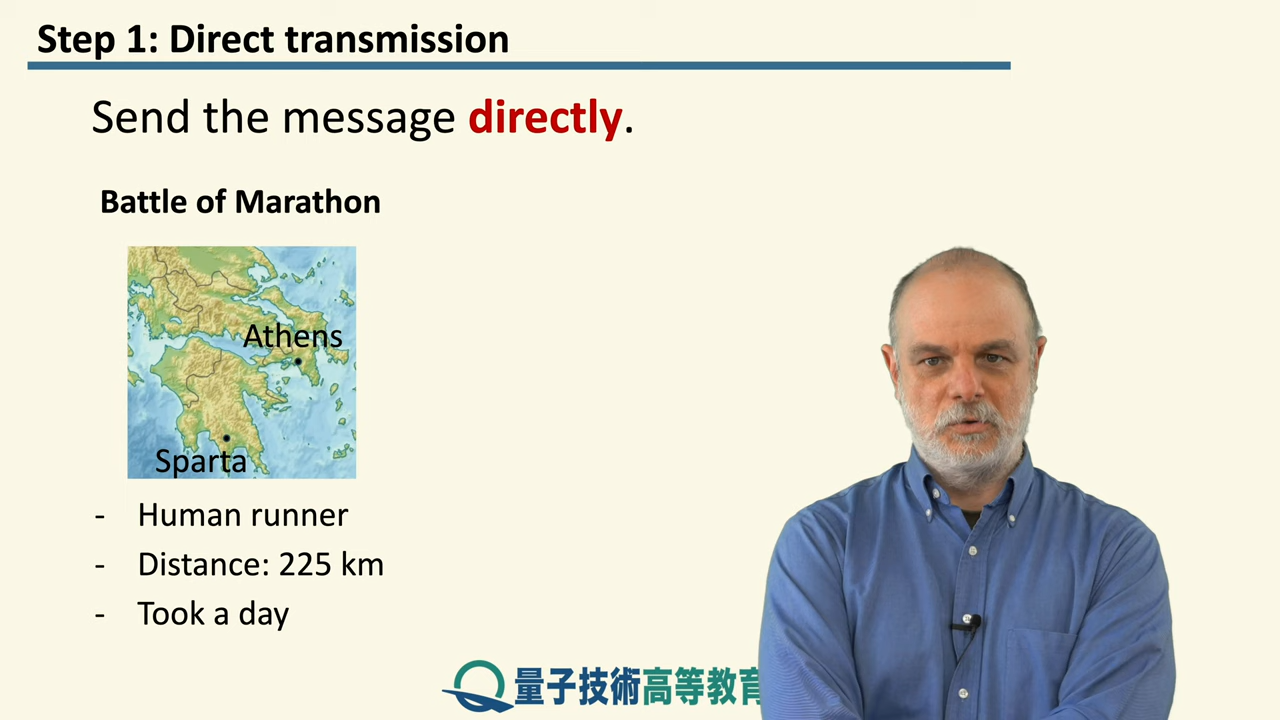 Step 1: Direct transmission
Send the message directly.
Battle of Marathon
Athens
Sparta
- Human runner
- Distance: 225 km
- Took a day
量子技術高等教育